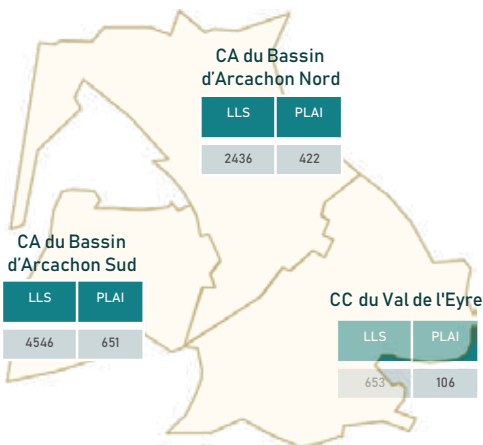 CA du Bassin
d'Arcachon Nord
LLS PLAI
2436 422
CA du Bassin
d'Arcachon Sud
LLS PLAI
4546 651
CC du Val de l'Eyre
LLS PLAI
653 106